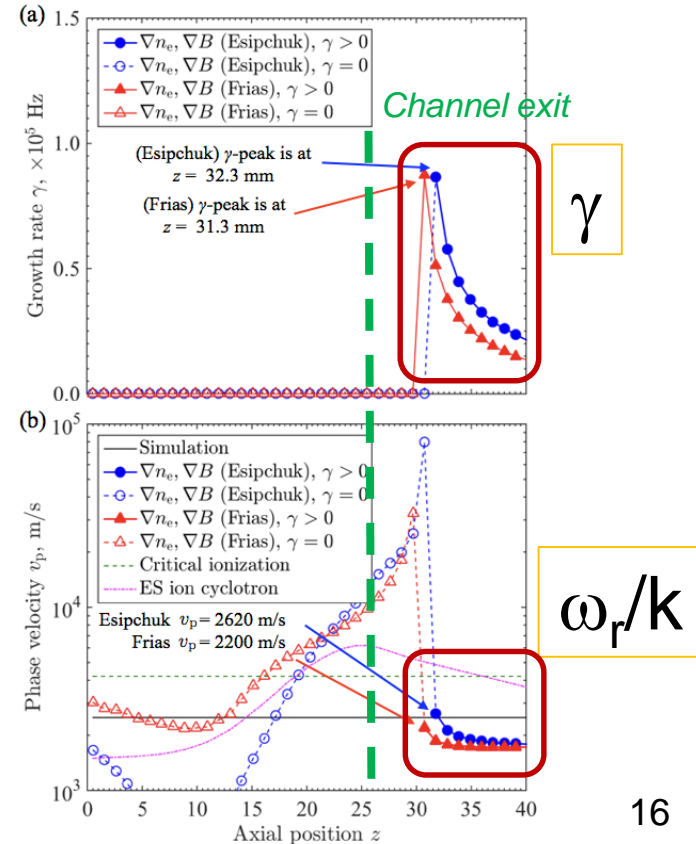 (a)
1.5
1.0
0.5
0.0
Growth rate γ, ×10⁵ Hz
∇nₑ, ∇B (Esipchuk), γ > 0
∇nₑ, ∇B (Esipchuk), γ = 0
∇nₑ, ∇B (Frias), γ > 0
∇nₑ, ∇B (Frias), γ = 0
Channel exit
(Esipchuk) γ-peak is at
z = 32.3 mm
(Frias) γ-peak is at
z = 31.3 mm
γ
(b)
10⁵
10⁴
10³
Phase velocity vₚ, m/s
Simulation
∇nₑ, ∇B (Esipchuk), γ > 0
∇nₑ, ∇B (Esipchuk), γ = 0
∇nₑ, ∇B (Frias), γ > 0
∇nₑ, ∇B (Frias), γ = 0
Critical ionization
ES ion cyclotron
Esipchuk vₚ = 2620 m/s
Frias vₚ = 2200 m/s
ωᵣ/k
0 5 10 15 20 25 30 35 40
Axial position z
16